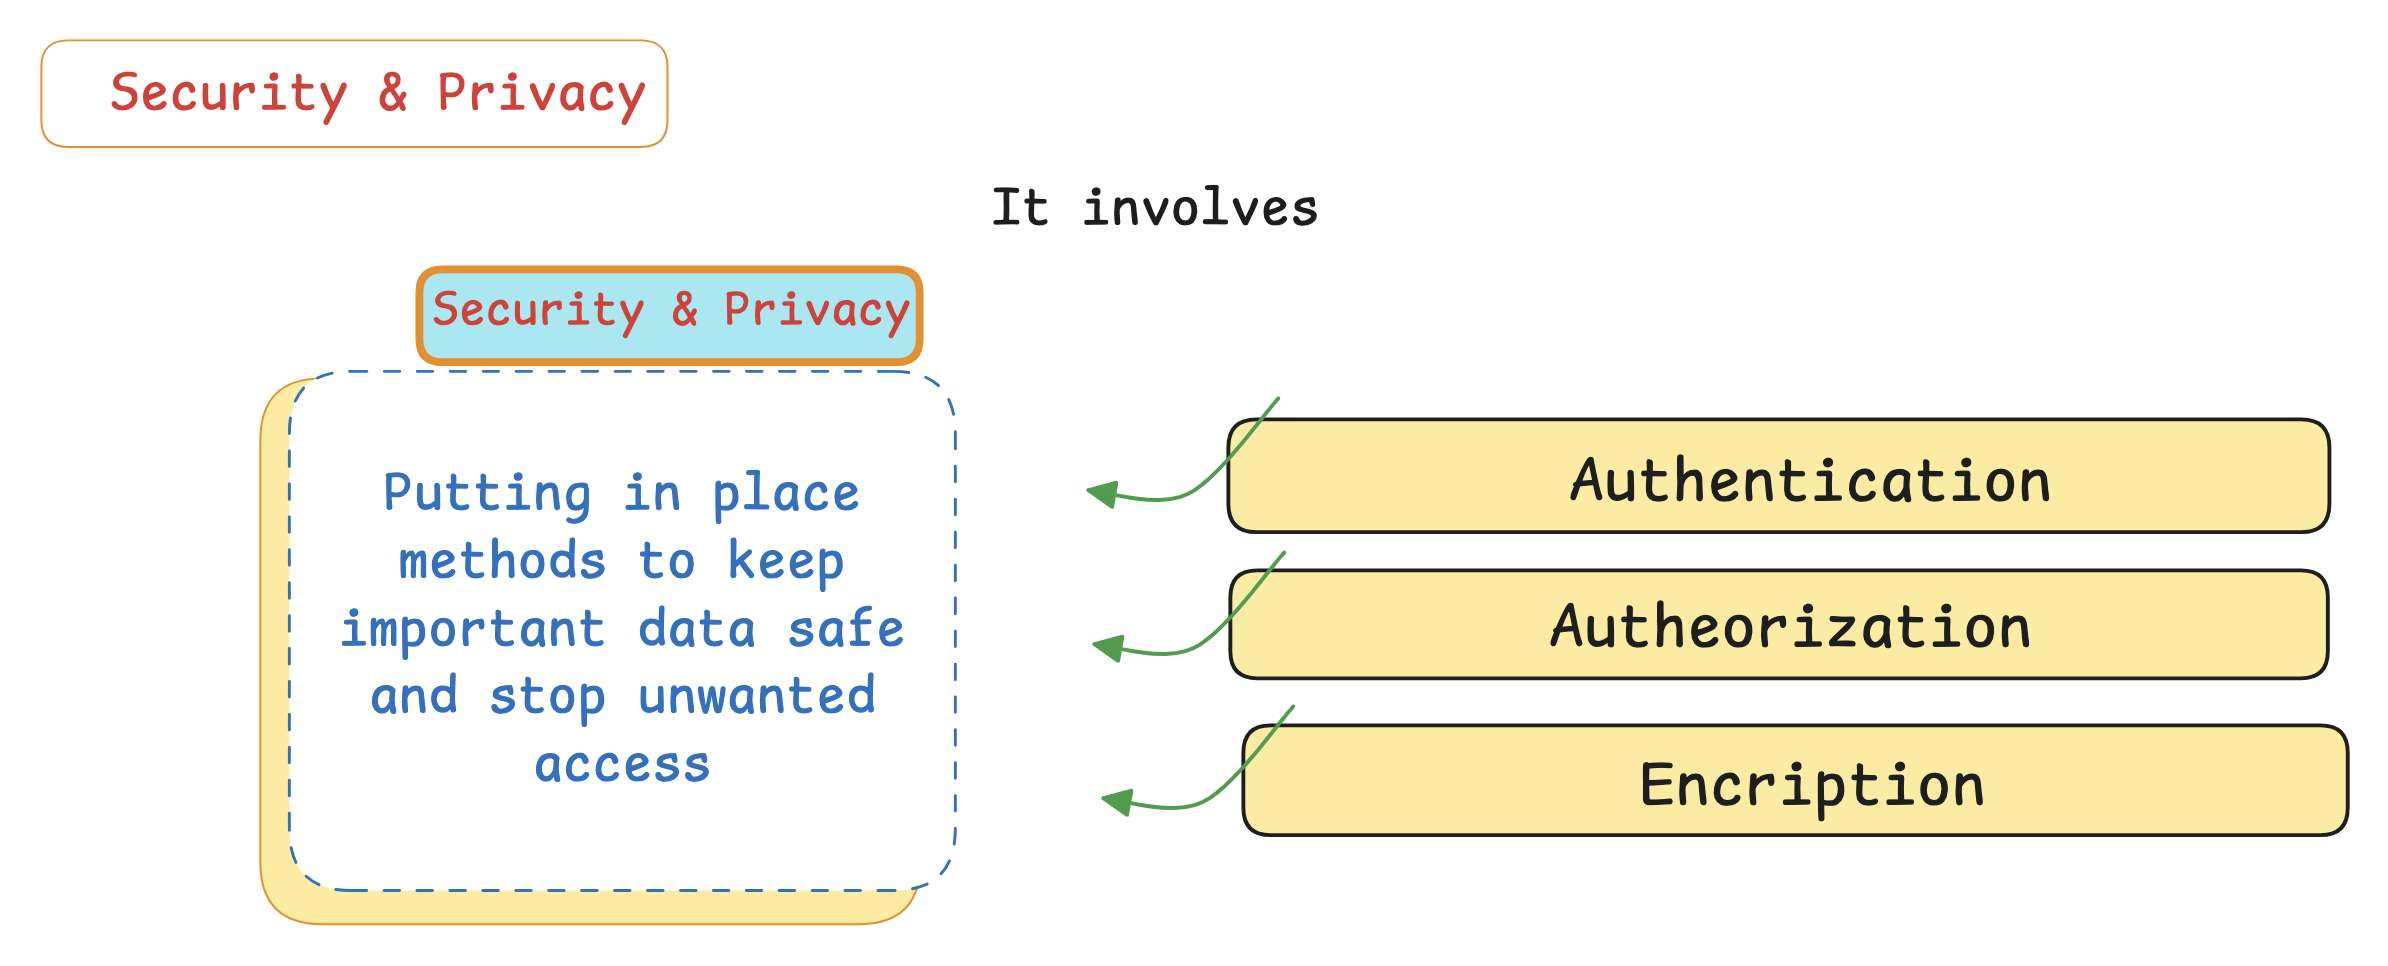 Security & Privacy
It involves
Security & Privacy
Putting in place
methods to keep
important data safe
and stop unwanted
access
Authentication
Autheorization
Encription